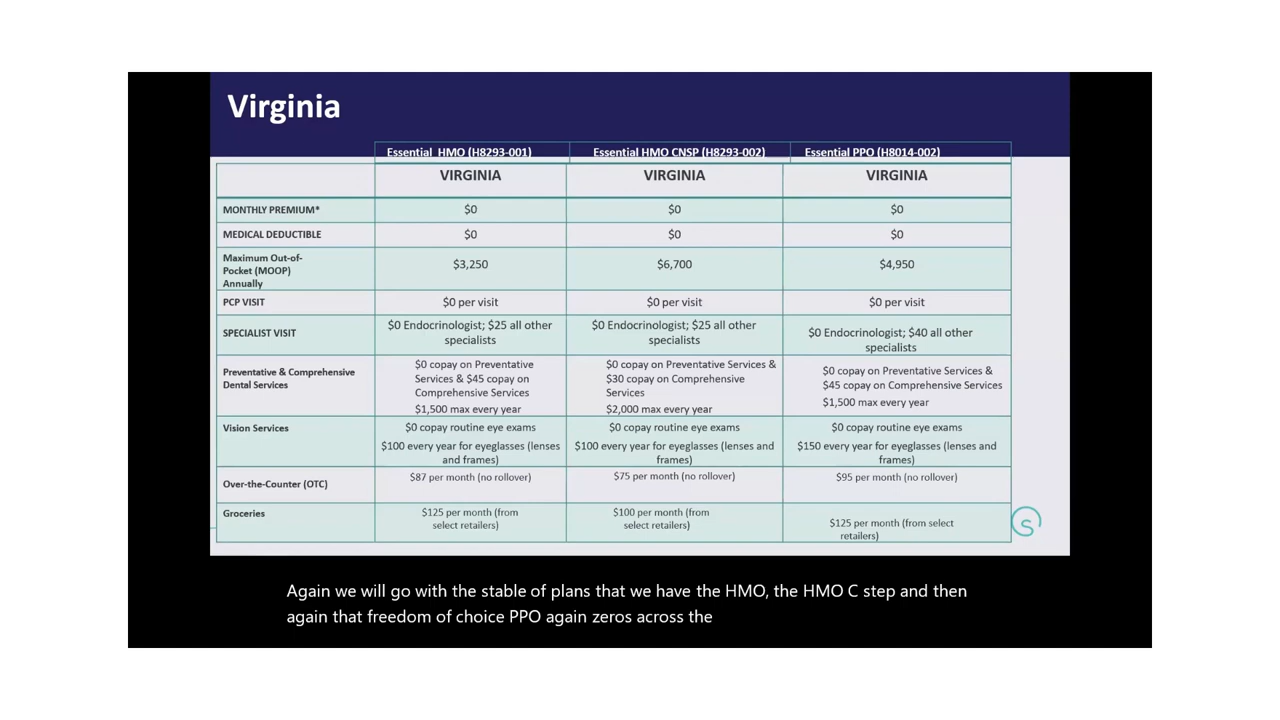 Virginia
Essential  HMO (H8293-001) Essential HMO CNSP (H8293-002) Essential PPO (H8014-002)
VIRGINIA VIRGINIA VIRGINIA
MONTHLY PREMIUM* $0 $0 $0
MEDICAL DEDUCTIBLE $0 $0 $0
Maximum Out-of-
Pocket (MOOP)
Annually
$3,250 $6,700 $4,950
PCP VISIT $0 per visit $0 per visit $0 per visit
SPECIALIST VISIT
$0 Endocrinologist; $25 all other
specialists
$0 Endocrinologist; $25 all other
specialists
$0 Endocrinologist; $40 all other
specialists
Preventative & Comprehensive
Dental Services
$0 copay on Preventative
Services & $45 copay on
Comprehensive Services
$1,500 max every year
$0 copay on Preventative Services &
$30 copay on Comprehensive
Services
$2,000 max every year
$0 copay on Preventative Services &
$45 copay on Comprehensive Services
$1,500 max every year
Vision Services
$0 copay routine eye exams
$100 every year for eyeglasses (lenses
and frames)
$0 copay routine eye exams
$100 every year for eyeglasses (lenses and
frames)
$0 copay routine eye exams
$150 every year for eyeglasses (lenses and
frames)
Over-the-Counter (OTC)
$87 per month (no rollover)
$75 per month (no rollover)
$95 per month (no rollover)
Groceries
$125 per month (from
select retailers)
$100 per month (from
select retailers)
$125 per month (from select
retailers)
S
Again we will go with the stable of plans that we have the HMO, the HMO C step and then
again that freedom of choice PPO again zeros across the